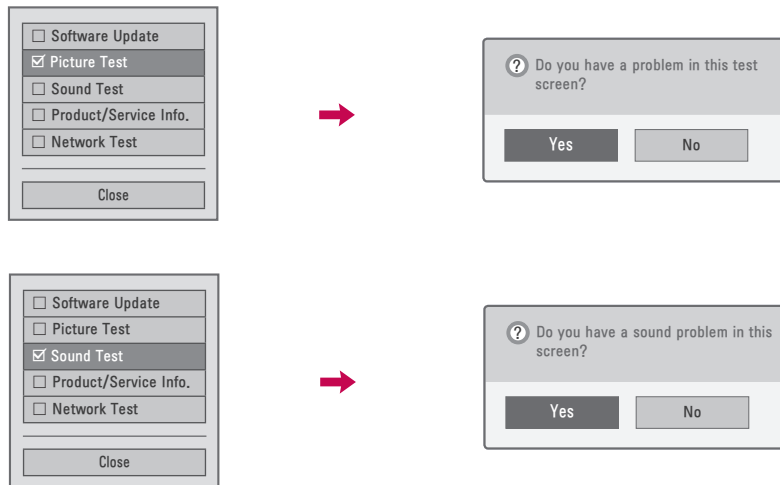 Software Update
Picture Test
Sound Test
Product/Service Info.
Network Test
Close
Do you have a problem in this test
screen?
Yes
No
Software Update
Picture Test
Sound Test
Product/Service Info.
Network Test
Close
Do you have a sound problem in this
screen?
Yes
No